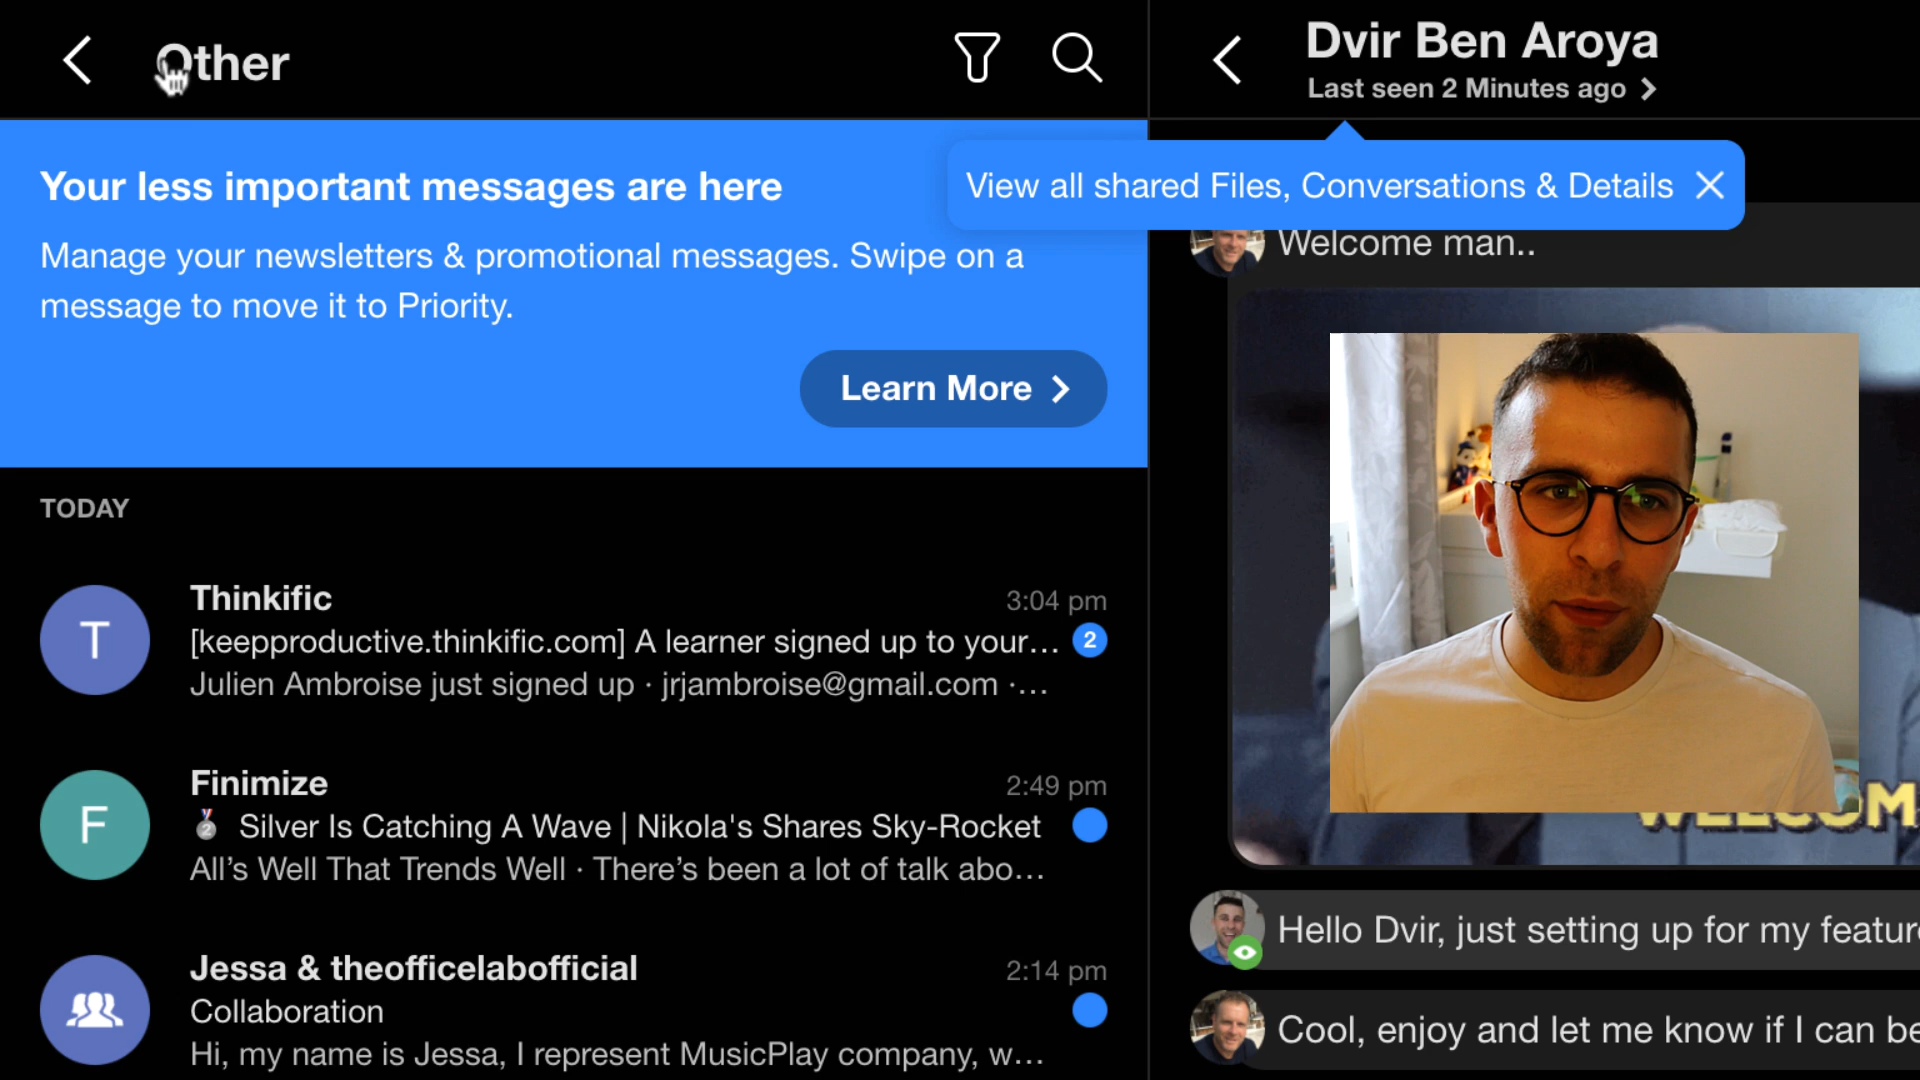 Other
Your less important messages are here
Manage your newsletters & promotional messages. Swipe on a
message to move it to Priority.
Learn More
TODAY
T
Thinkific
3:04 pm
[keepproductive.thinkific.com] A learner signed up to your...
2
Julien Ambroise just signed up · jrjambroise@gmail.com ·...
F
Finimize
2:49 pm
2 Silver Is Catching A Wave | Nikola's Shares Sky-Rocket
All’s Well That Trends Well · There’s been a lot of talk abo...
Jessa & theofficelabofficial
2:14 pm
Collaboration
Hi, my name is Jessa, I represent MusicPlay company, w...
Dvir Ben Aroya
Last seen 2 Minutes ago
View all shared Files, Conversations & Details
Welcome man..
WELCOM
Hello Dvir, just setting up for my featur
Cool, enjoy and let me know if I can be